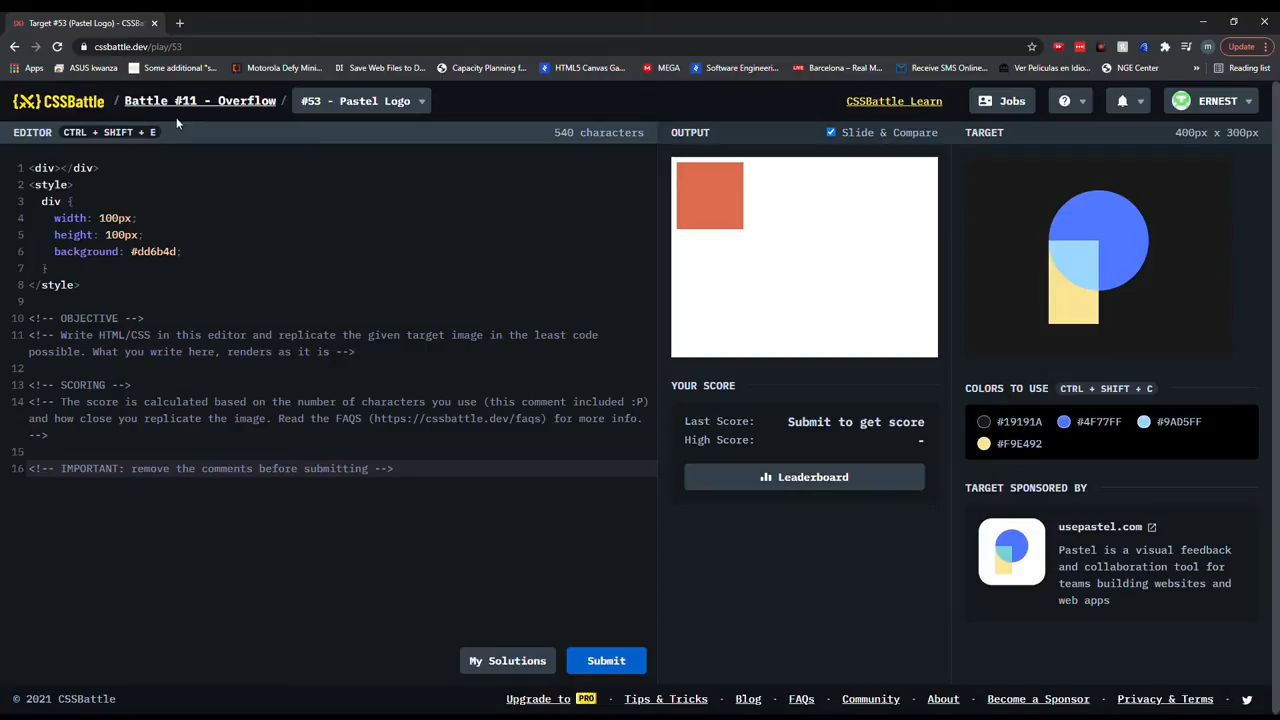 Target #53 (Pastel Logo) - CSSBa
cssbattle.dev/play/53
Update
Apps
ASUS kwanza
Some additional "s...
Motorola Defy Mini...
Save Web Files to D...
Capacity Planning f...
HTML5 Canvas Ga...
MEGA
Software Engineeri...
Barcelona – Real M...
Receive SMS Online...
Ver Peliculas en Idio...
NGE Center
»
Reading list
CSSBattle / Battle #11 - Overflow / #53 - Pastel Logo
CSSBattle Learn
Jobs
ERNEST
EDITOR CTRL + SHIFT + E 540 characters
1 <div></div>
2 <style>
3 div {
4 width: 100px;
5 height: 100px;
6 background: #dd6b4d;
7 }
8 </style>
9
10 <!-- OBJECTIVE -->
11 <!-- Write HTML/CSS in this editor and replicate the given target image in the least code
possible. What you write here, renders as it is -->
12
13 <!-- SCORING -->
14 <!-- The score is calculated based on the number of characters you use (this comment included :P)
and how close you replicate the image. Read the FAQS (https://cssbattle.dev/faqs) for more info.
-->
15
16 <!-- IMPORTANT: remove the comments before submitting -->
My Solutions
Submit
OUTPUT
Slide & Compare
YOUR SCORE
Last Score: Submit to get score
High Score: -
Leaderboard
TARGET 400px x 300px
COLORS TO USE CTRL + SHIFT + C
#19191A #4F77FF #9AD5FF
#F9E492
TARGET SPONSORED BY
usepastel.com
Pastel is a visual feedback
and collaboration tool for
teams building websites and
web apps
© 2021 CSSBattle
Upgrade to PRO · Tips & Tricks · Blog · FAQs · Community · About · Become a Sponsor · Privacy & Terms ·